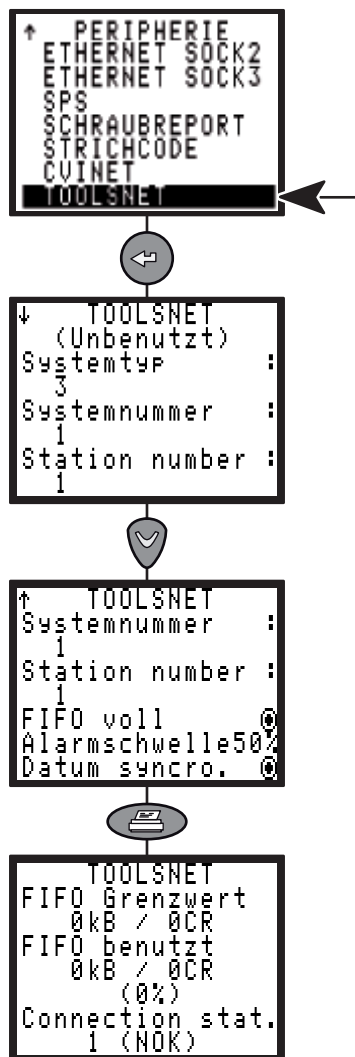 ↑ PERIPHERIE
ETHERNET SOCK2
ETHERNET SOCK3
SPS
SCHRAUBREPORT
STRICHCODE
CVINET
TOOLSNET
↓ TOOLSNET
(Unbenutzt)
Systemtyp :
3
Systemnummer :
1
Station number :
1
↑ TOOLSNET
Systemnummer :
1
Station number :
1
FIFO voll
Alarmschwelle50%
Datum syncro.
TOOLSNET
FIFO Grenzwert
0kB / 0CR
FIFO benutzt
0kB / 0CR
(0%)
Connection stat.
1 (NOK)